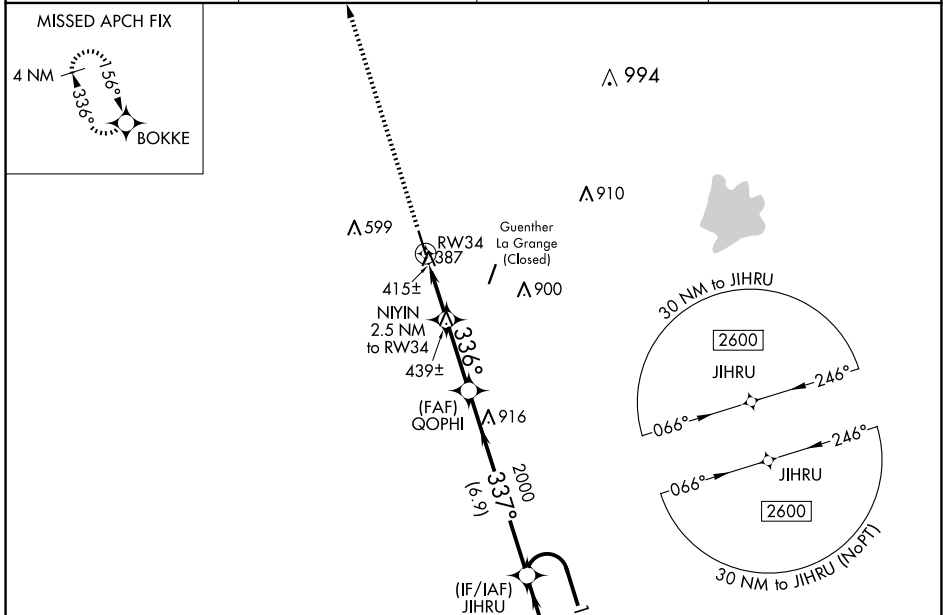 MISSED APCH FIX
4 NM
156°
336°
BOKKE
994
910
599
Guenther
La Grange
(Closed)
RW34
387
415±
900
NIYIN
2.5 NM
to RW34
336°
439±
(FAF)
QOPHI
916
2000
337°
(6.9)
(IF/IAF)
JIHRU
30 NM to JIHRU
2600
JIHRU
246°
066°
246°
066°
JIHRU
2600
30 NM to JIHRU (NoPT)